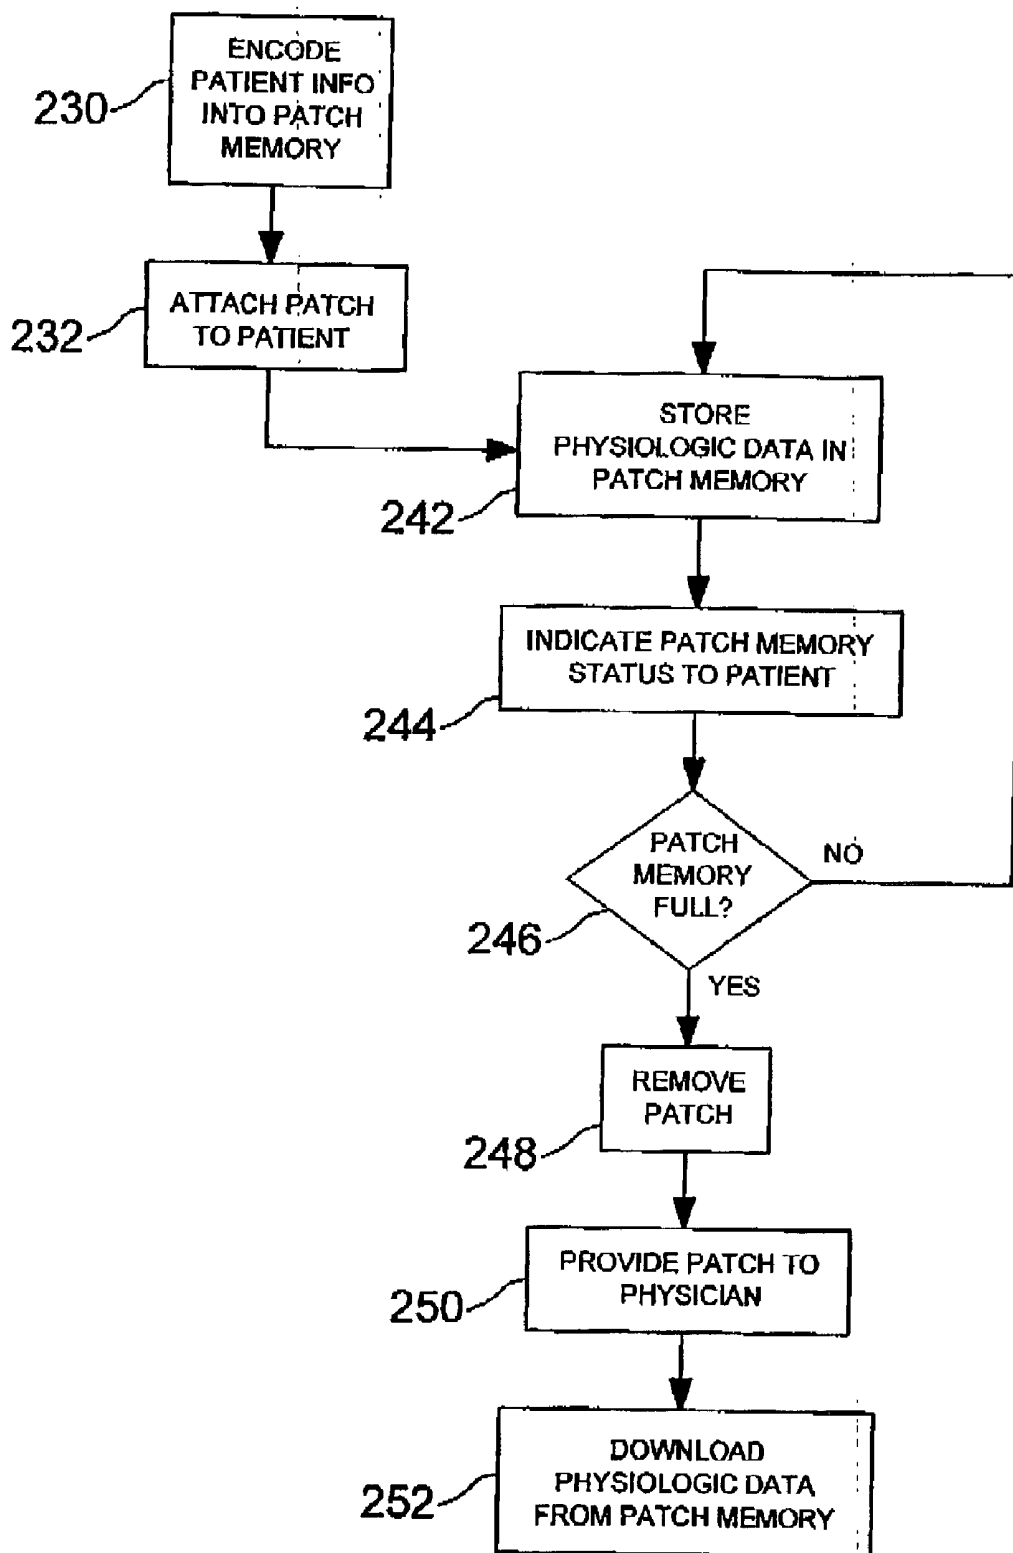 ENCODE
PATIENT INFO
INTO PATCH
MEMORY
230
ATTACH PATCH
TO PATIENT
232
STORE
PHYSIOLOGIC DATA IN
PATCH MEMORY
242
INDICATE PATCH MEMORY
STATUS TO PATIENT
244
PATCH
MEMORY
FULL?
NO
246
YES
REMOVE
PATCH
248
PROVIDE PATCH TO
PHYSICIAN
250
DOWNLOAD
PHYSIOLOGIC DATA
FROM PATCH MEMORY
252